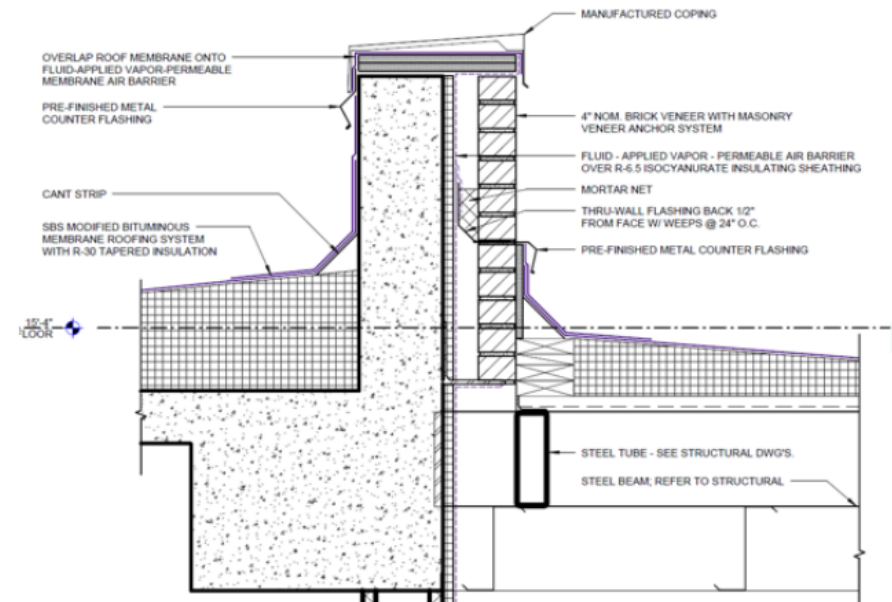 MANUFACTURED COPING
OVERLAP ROOF MEMBRANE ONTO
FLUID-APPLIED VAPOR-PERMEABLE
MEMBRANE AIR BARRIER
PRE-FINISHED METAL
COUNTER FLASHING
4" NOM. BRICK VENEER WITH MASONRY
VENEER ANCHOR SYSTEM
FLUID - APPLIED VAPOR - PERMEABLE AIR BARRIER
OVER R-6.5 ISOCYANURATE INSULATING SHEATHING
CANT STRIP
MORTAR NET
THRU-WALL FLASHING BACK 1/2"
FROM FACE W/ WEEPS @ 24" O.C.
SBS MODIFIED BITUMINOUS
MEMBRANE ROOFING SYSTEM
WITH R-30 TAPERED INSULATION
PRE-FINISHED METAL COUNTER FLASHING
15'-4"
LOOR
STEEL TUBE - SEE STRUCTURAL DWG'S.
STEEL BEAM; REFER TO STRUCTURAL